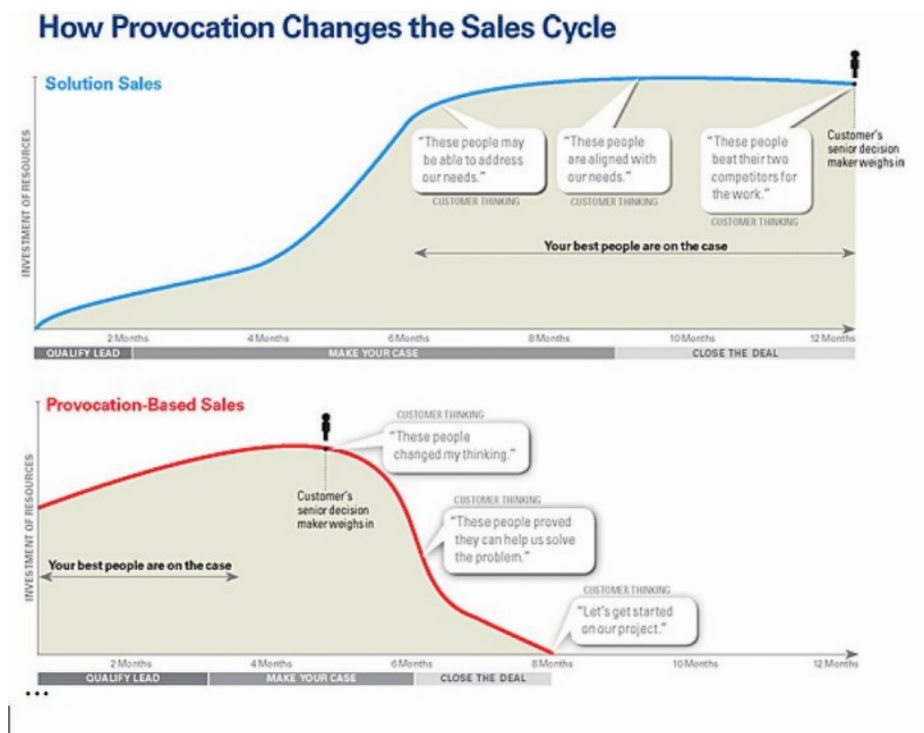 How Provocation Changes the Sales Cycle
Solution Sales
INVESTMENT OF RESOURCES
"These people may
be able to address
our needs."
CUSTOMER THINKING
"These people
are aligned with
our needs."
CUSTOMER THINKING
"These people
beat their two
competitors for
the work."
CUSTOMER THINKING
Customer's
senior decision
maker weighs in
Your best people are on the case
2 Months 4 Months 6 Months 8 Months 10 Months 12 Months
QUALIFY LEAD MAKE YOUR CASE CLOSE THE DEAL
Provocation-Based Sales
INVESTMENT OF RESOURCES
CUSTOMER THINKING
"These people
changed my thinking."
Customer's
senior decision
maker weighs in
CUSTOMER THINKING
"These people proved
they can help us solve
the problem."
Your best people are on the case
CUSTOMER THINKING
"Let's get started
on our project."
2 Months 4 Months 6 Months 8 Months 10 Months 12 Months
QUALIFY LEAD MAKE YOUR CASE CLOSE THE DEAL
...